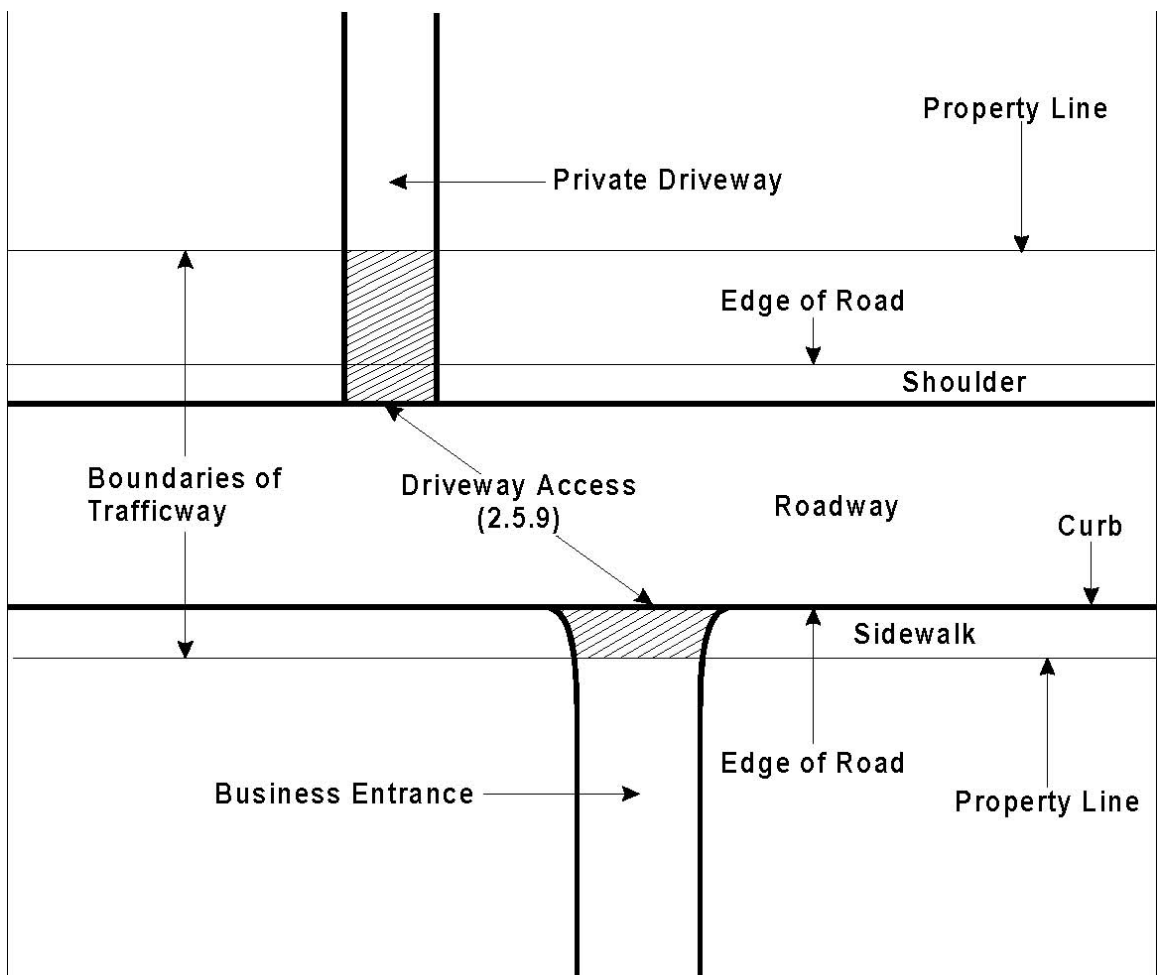 Property Line
Private Driveway
Edge of Road
Shoulder
Boundaries of
Trafficway
Driveway Access
(2.5.9)
Roadway
Curb
Sidewalk
Edge of Road
Business Entrance
Property Line